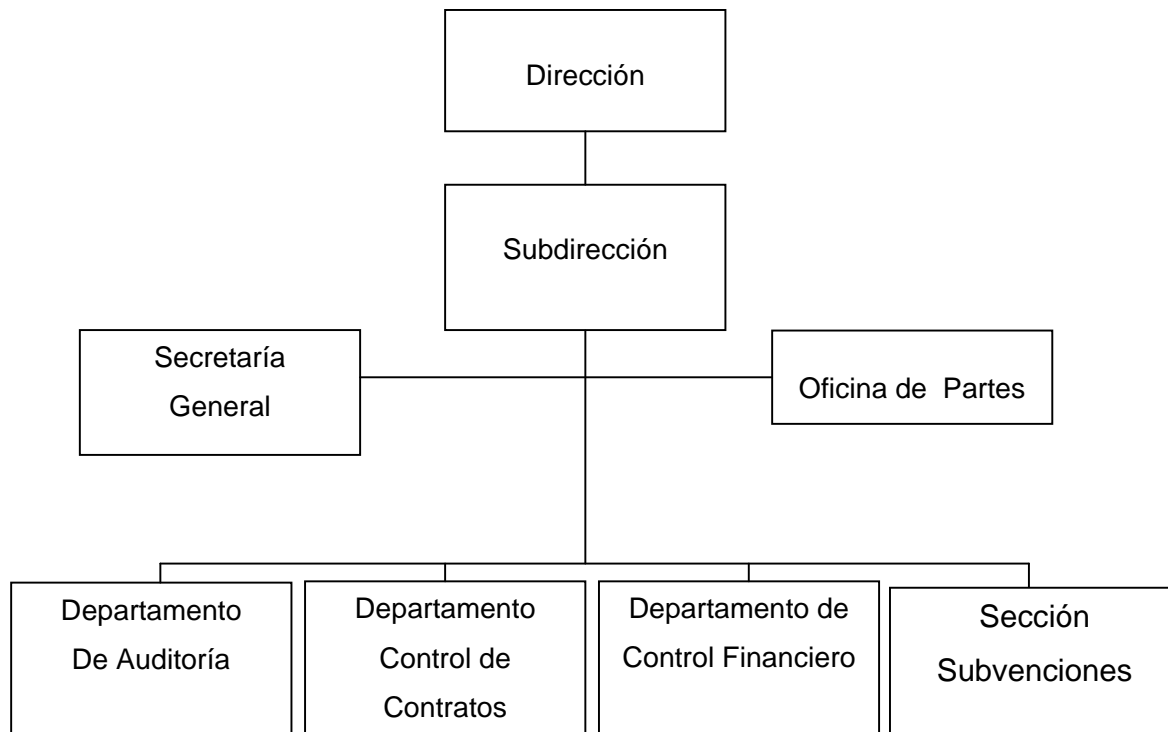 Dirección
Subdirección
Secretaría
General
Oficina de  Partes
Departamento
De Auditoría
Departamento
Control de
Contratos
Departamento de
Control Financiero
Sección
Subvenciones